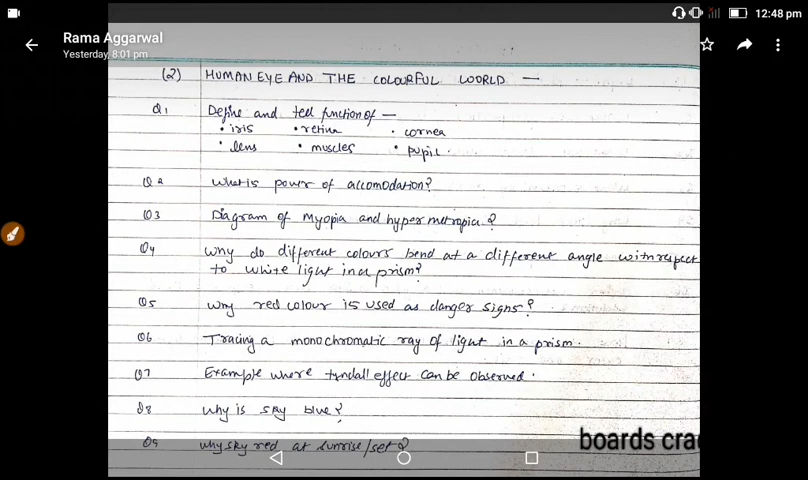 12:48 pm
Rama Aggarwal
Yesterday, 8:01 pm
(2) HUMAN EYE AND THE COLOURFUL WORLD —
Q1 Define and tell function of —
• iris • retina • cornea
• lens • muscles • pupil.
Q2 What is power of accomodation?
Q3 Diagram of Myopia and hypermetropia?
Q4 Why do different colours bend at a different angle with respect
to white light in a prism?
Q5 Why red colour is used as danger signs?
Q6 Tracing a monochromatic ray of light in a prism.
Q7 Example where tyndall effect can be observed.
Q8 Why is sky blue?
Q9 Why sky red at sunrise/set?
boards cra